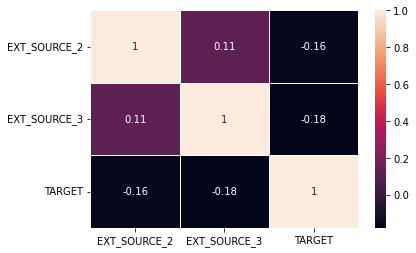 EXT_SOURCE_2 1 0.11 -0.16
EXT_SOURCE_3 0.11 1 -0.18
TARGET -0.16 -0.18 1
EXT_SOURCE_2 EXT_SOURCE_3 TARGET
1.0
0.8
0.6
0.4
0.2
0.0